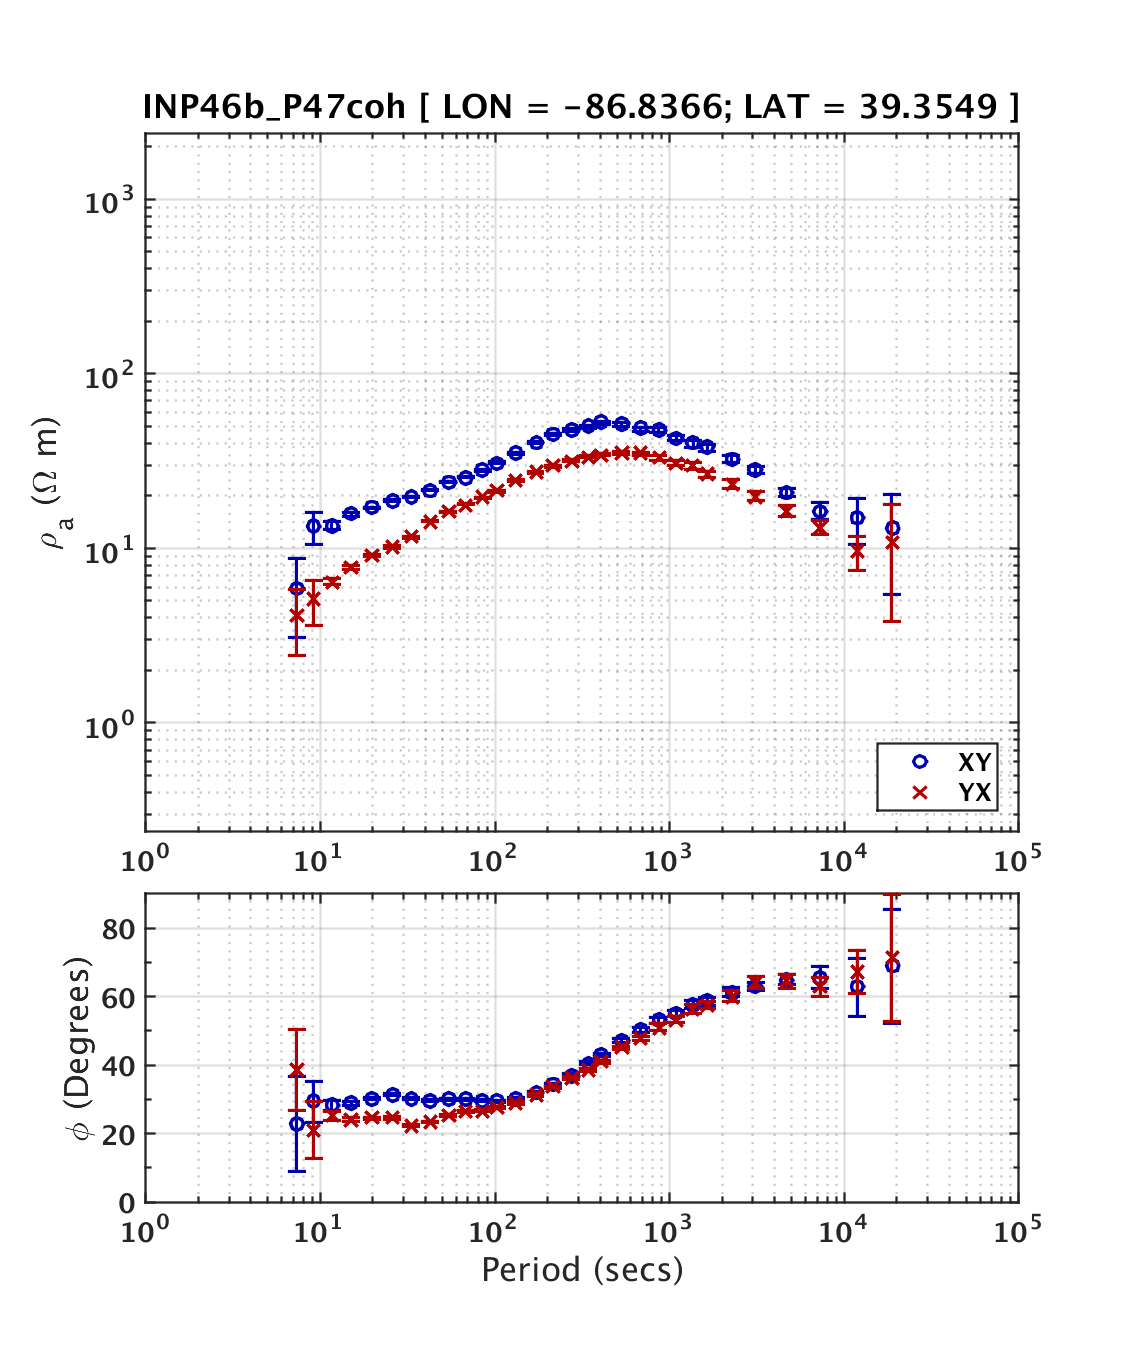 INP46b_P47coh [ LON = −86.8366; LAT = 39.3549 ]
10³
10²
10¹
10⁰
ρₐ (Ω m)
XY
YX
10⁰ 10¹ 10² 10³ 10⁴ 10⁵
80
60
40
20
0
ϕ (Degrees)
10⁰ 10¹ 10² 10³ 10⁴ 10⁵
Period (secs)